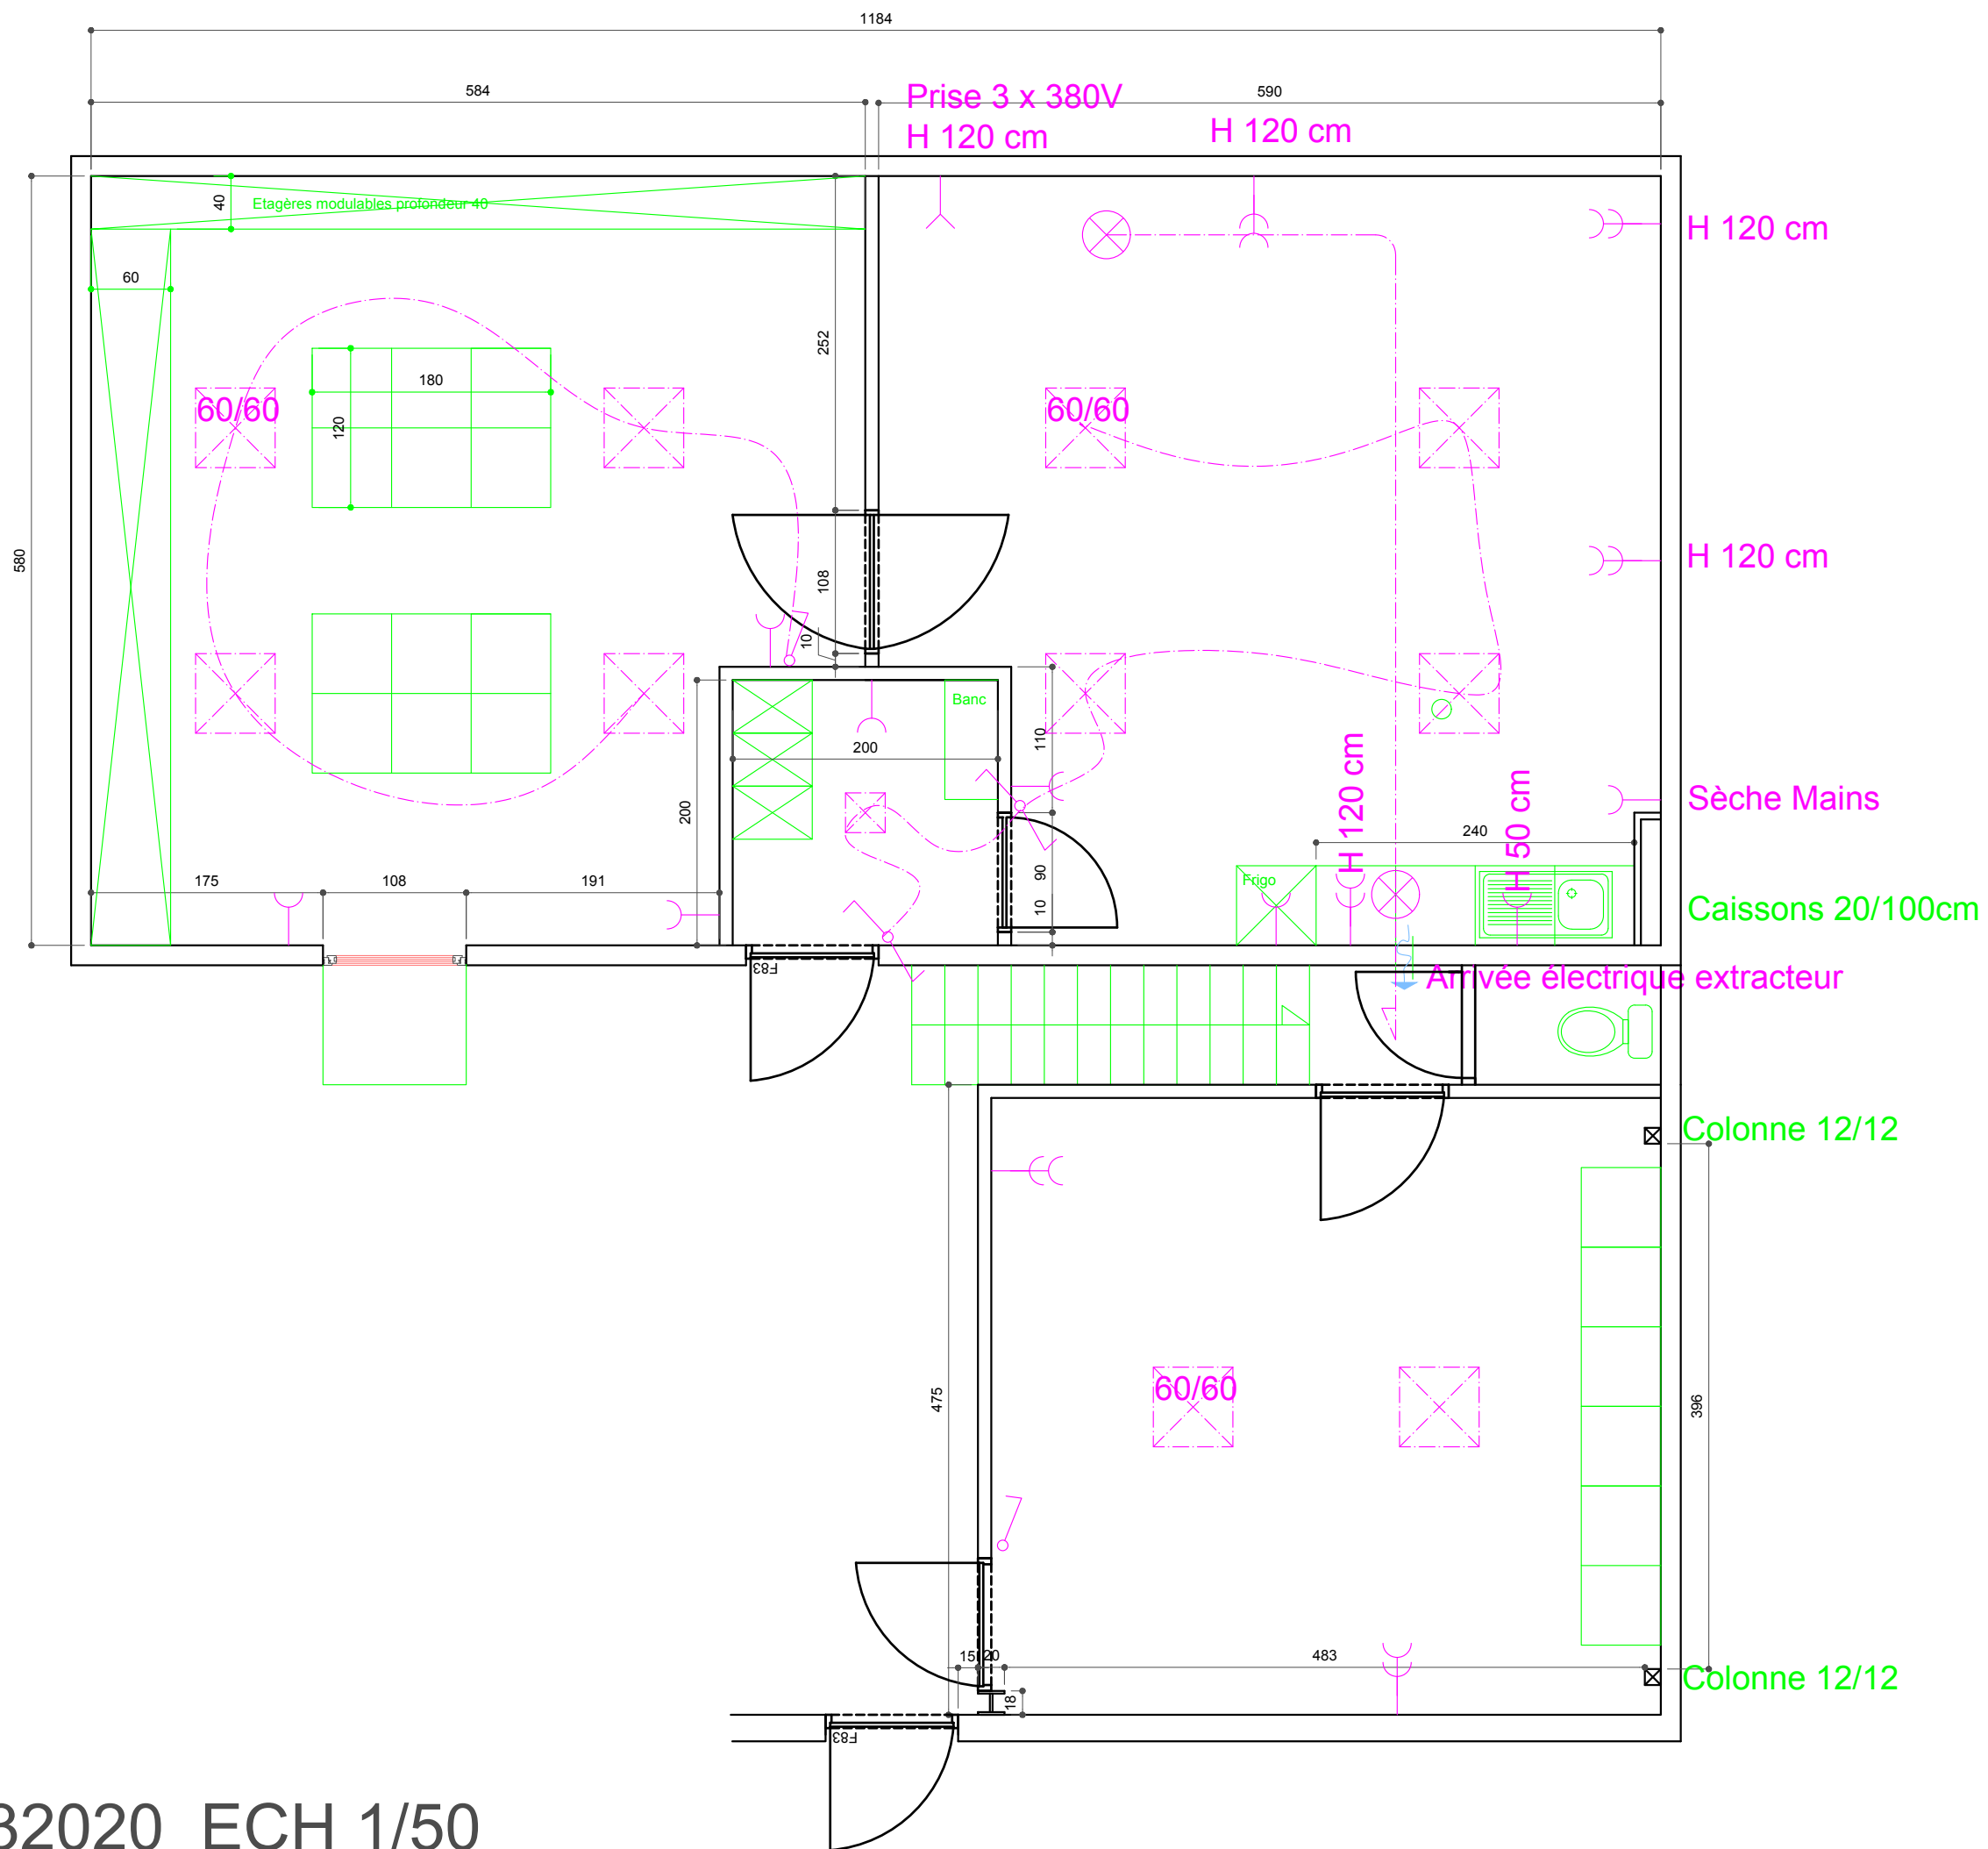 1184
584
590
Prise 3 x 380V
H 120 cm
H 120 cm
40
Etagères modulables profondeur 40
H 120 cm
60
252
180
60/60
120
60/60
580
108
H 120 cm
10
Banc
200
110
200
H 120 cm
H 50 cm
Sèche Mains
240
175
108
191
90
Frigo
10
Caissons 20/100cm
F83
Arrivée électrique extracteur
Colonne 12/12
475
60/60
396
15
20
483
18
Colonne 12/12
F83
32020 ECH 1/50